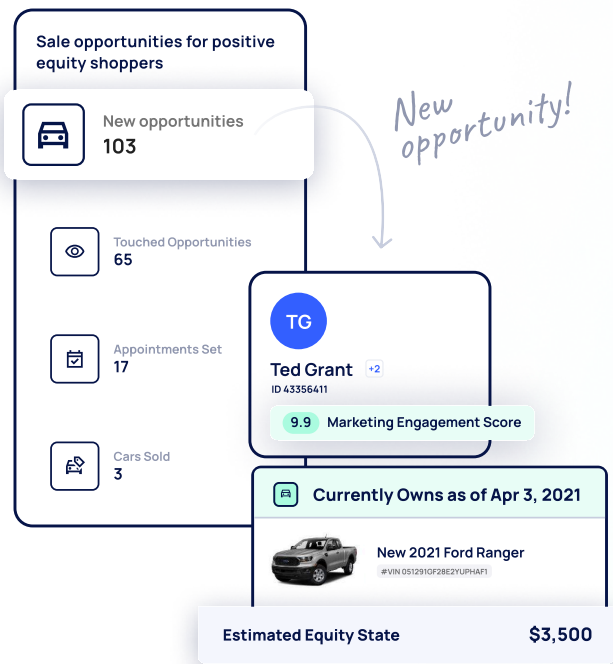 Sale opportunities for positive
equity shoppers
New opportunities
103
New
opportunity!
Touched Opportunities
65
Appointments Set
17
Cars Sold
3
TG
Ted Grant +2
ID 43356411
9.9 Marketing Engagement Score
Currently Owns as of Apr 3, 2021
New 2021 Ford Ranger
#VIN 051291GF28E2YUPHAF1
Estimated Equity State $3,500